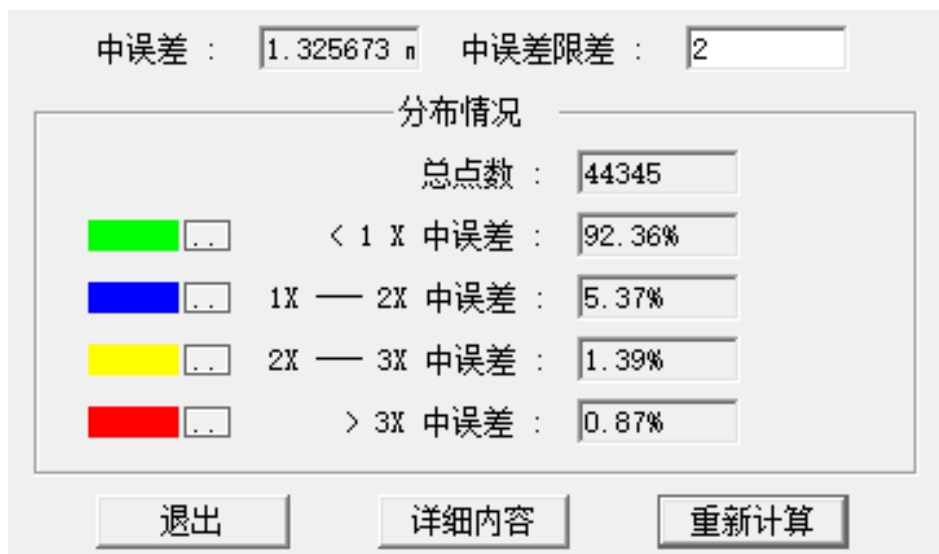 中误差 : 1.325673 m 中误差限差 : 2
分布情况
总点数 : 44345
.. < 1 X 中误差 : 92.36%
.. 1X —— 2X 中误差 : 5.37%
.. 2X —— 3X 中误差 : 1.39%
.. > 3X 中误差 : 0.87%
退出 详细内容 重新计算